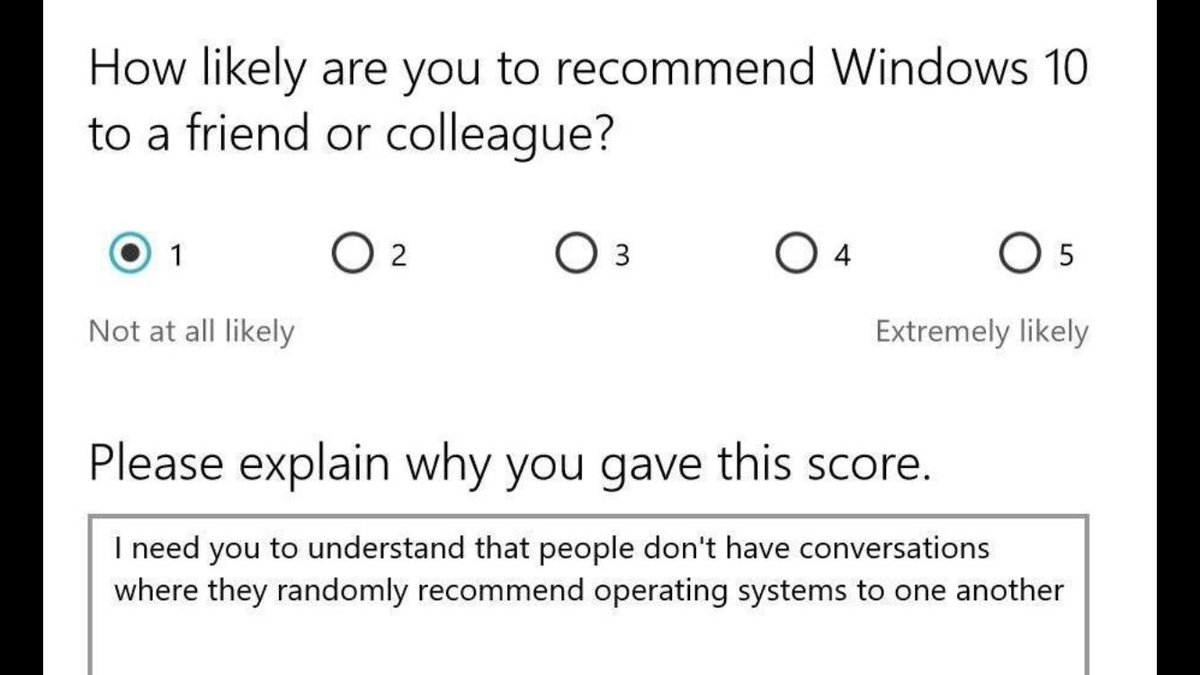 How likely are you to recommend Windows 10
to a friend or colleague?
1 2 3 4 5
Not at all likely Extremely likely
Please explain why you gave this score.
I need you to understand that people don't have conversations
where they randomly recommend operating systems to one another